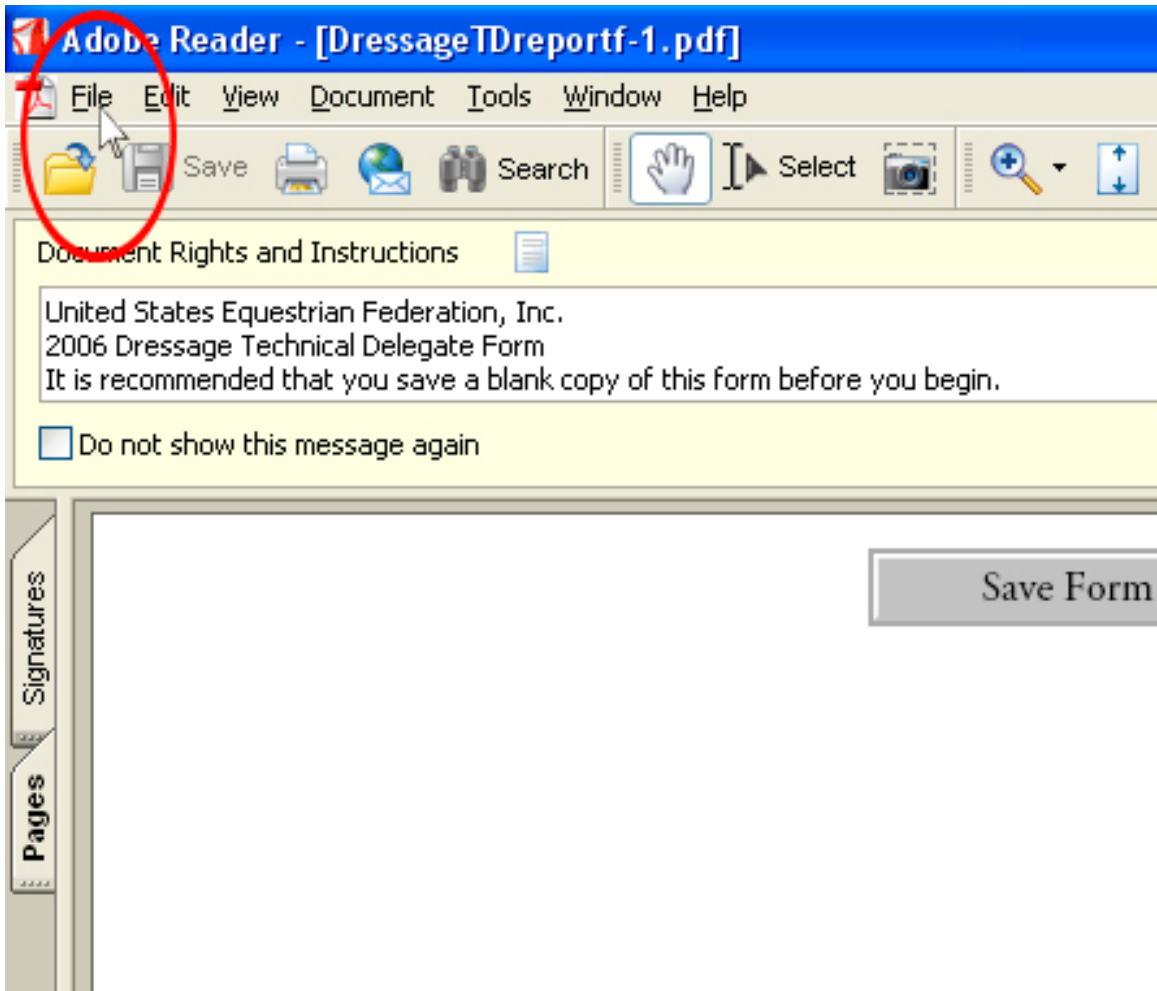 Adobe Reader - [DressageTDreportf-1.pdf]
File Edit View Document Tools Window Help
Save Search Select
Document Rights and Instructions
United States Equestrian Federation, Inc.
2006 Dressage Technical Delegate Form
It is recommended that you save a blank copy of this form before you begin.
Do not show this message again
Save Form
Signatures
Pages